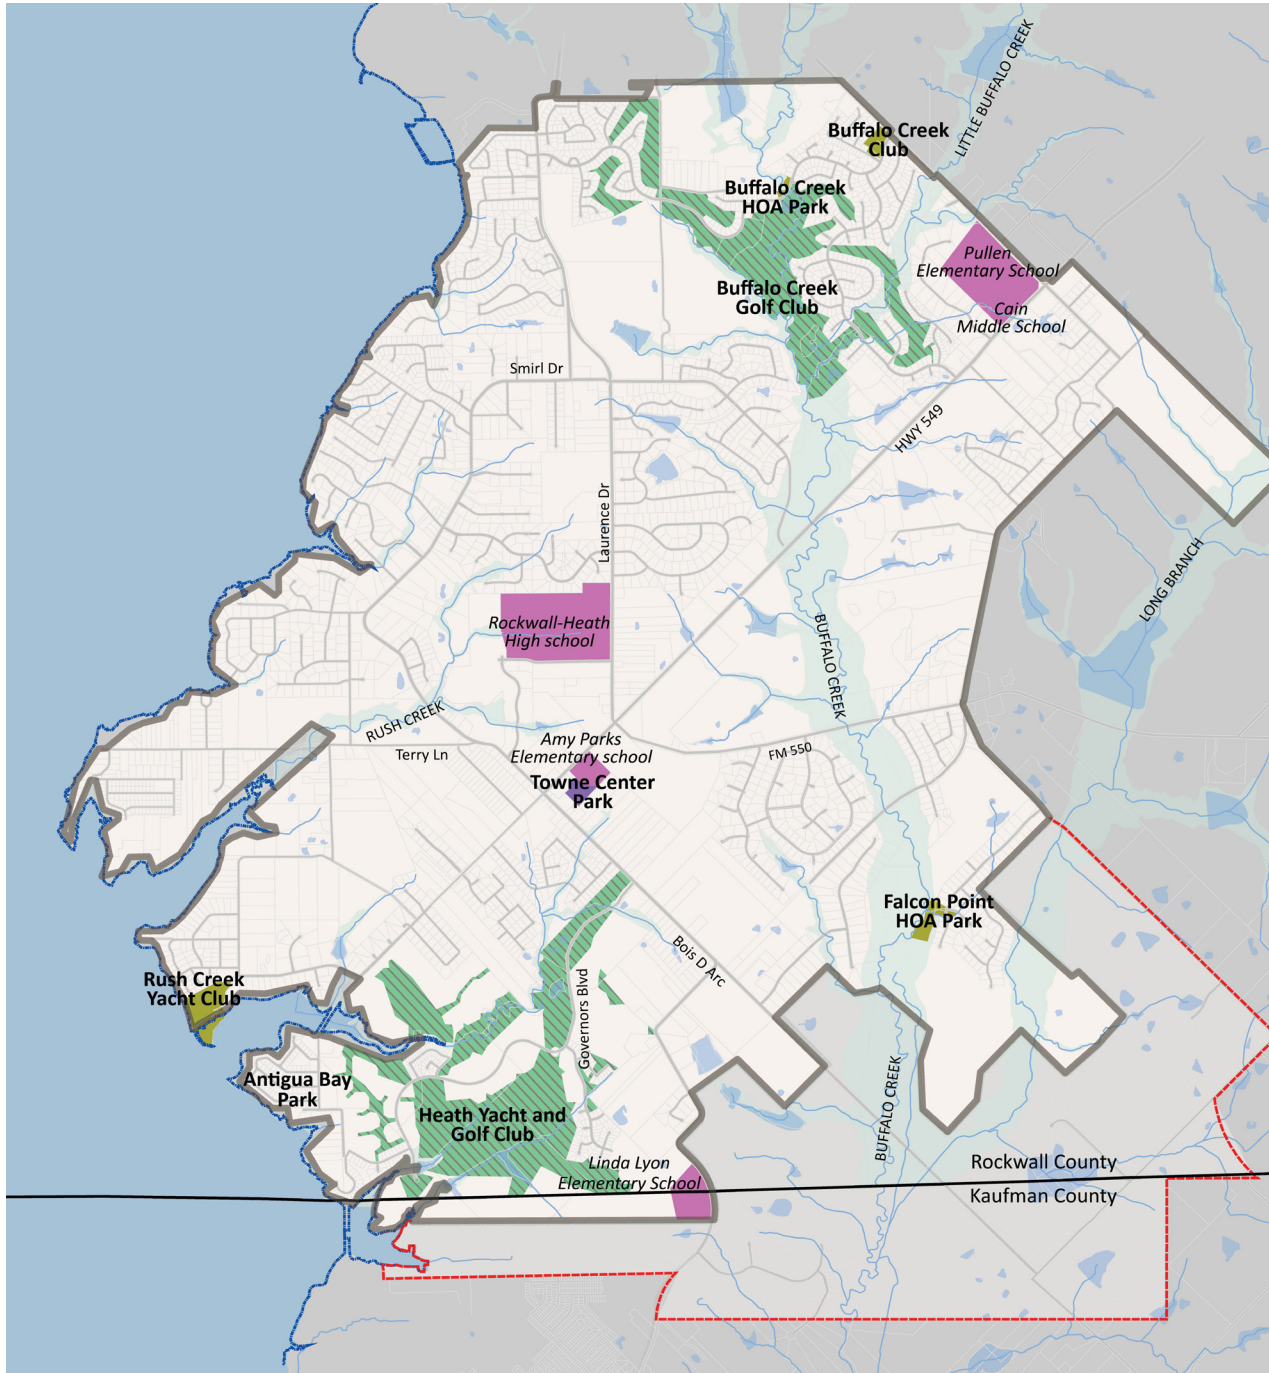 LITTLE BUFFALO CREEK
Buffalo Creek
Club
Buffalo Creek
HOA Park
Pullen
Elementary School
Buffalo Creek
Golf Club
Cain
Middle School
Smirl Dr
HWY 549
Laurence Dr
LONG BRANCH
Rockwall-Heath
High school
BUFFALO CREEK
RUSH CREEK
Amy Parks
Elementary school
Terry Ln
FM 550
Towne Center
Park
Falcon Point
HOA Park
Bois D Arc
Rush Creek
Yacht Club
Governors Blvd
Antigua Bay
Park
BUFFALO CREEK
Heath Yacht and
Golf Club
Linda Lyon
Elementary School
Rockwall County
Kaufman County